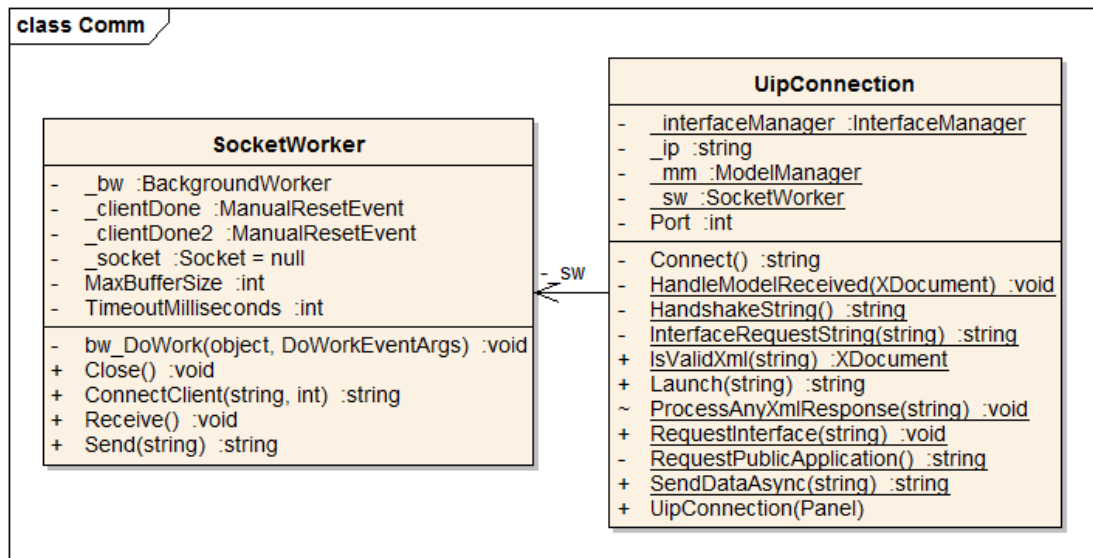 class Comm
SocketWorker
- _bw :BackgroundWorker
- _clientDone :ManualResetEvent
- _clientDone2 :ManualResetEvent
- _socket :Socket = null
- MaxBufferSize :int
- TimeoutMilliseconds :int
- bw_DoWork(object, DoWorkEventArgs) :void
+ Close() :void
+ ConnectClient(string, int) :string
+ Receive() :void
+ Send(string) :string
-_sw
UipConnection
- _interfaceManager :InterfaceManager
- _ip :string
- _mm :ModelManager
- _sw :SocketWorker
- Port :int
- Connect() :string
- HandleModelReceived(XDocument) :void
- HandshakeString() :string
- InterfaceRequestString(string) :string
+ IsValidXml(string) :XDocument
+ Launch(string) :string
~ ProcessAnyXmlResponse(string) :void
+ RequestInterface(string) :void
- RequestPublicApplication() :string
+ SendDataAsync(string) :string
+ UipConnection(Panel)